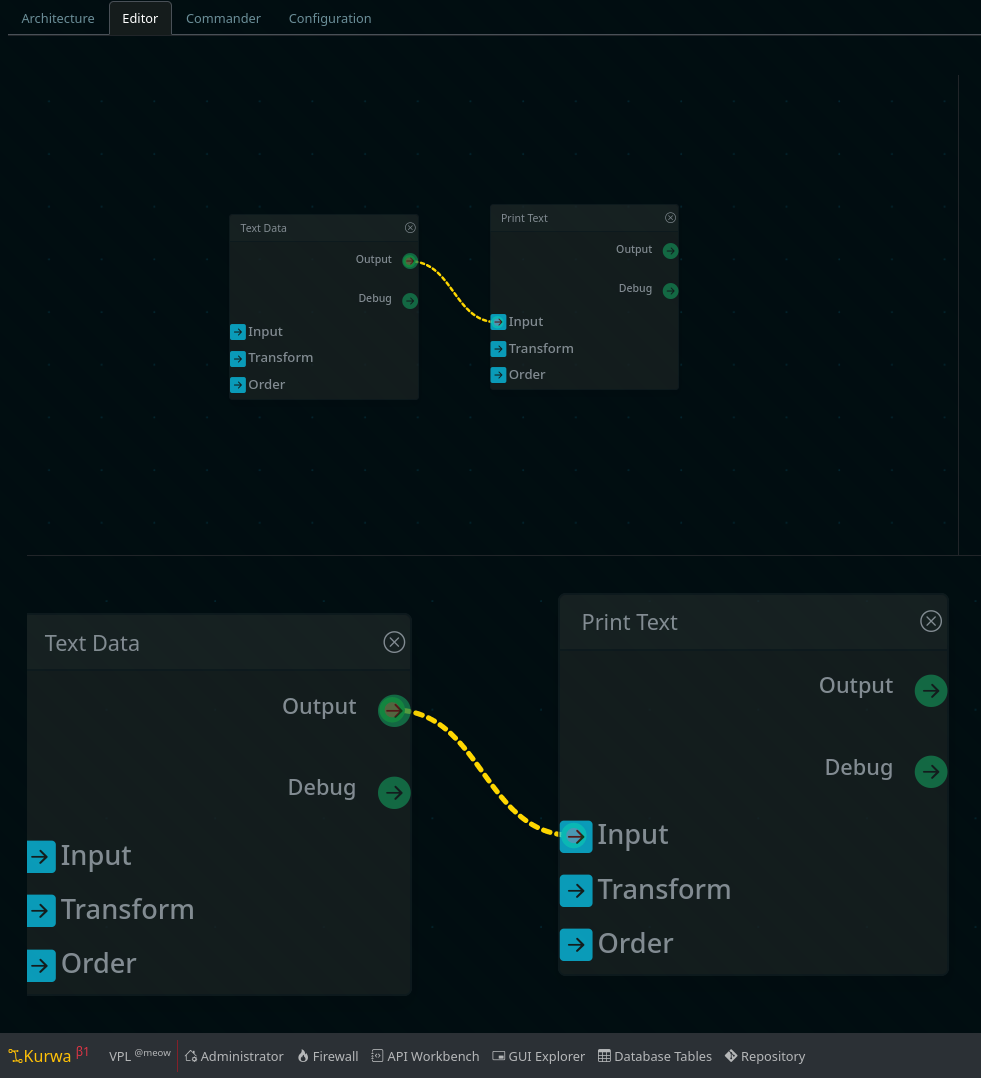 Architecture Editor Commander Configuration
Text Data
Output
Debug
Input
Transform
Order
Print Text
Output
Debug
Input
Transform
Order
Text Data
Output
Debug
Input
Transform
Order
Print Text
Output
Debug
Input
Transform
Order
Kurwa β1 VPL @meow Administrator Firewall API Workbench GUI Explorer Database Tables Repository